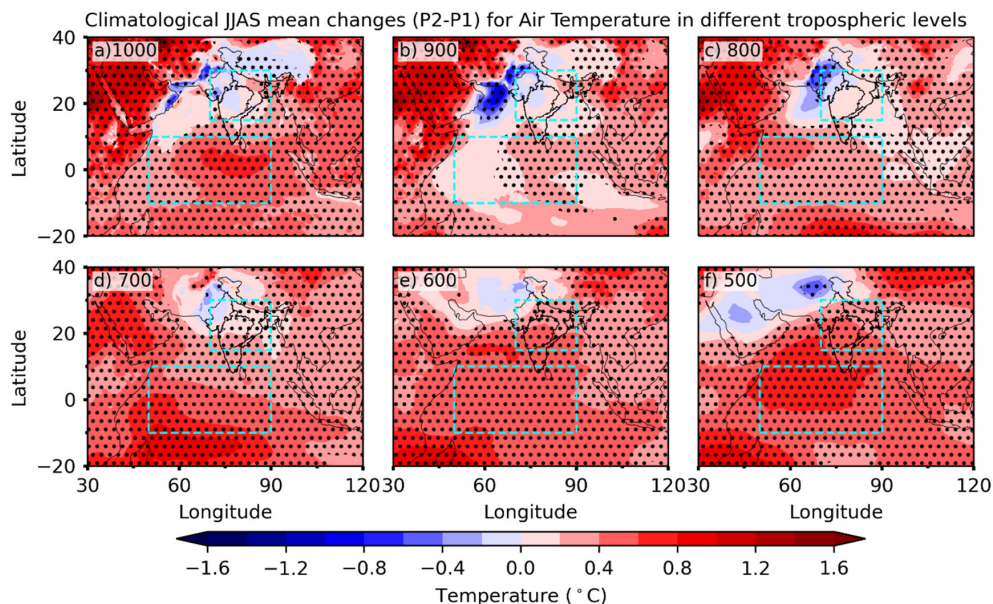 Climatological JJAS mean changes (P2-P1) for Air Temperature in different tropospheric levels
40
20
0
−20
Latitude
a)1000
b) 900
c) 800
40
20
0
−20
Latitude
d) 700
e) 600
f) 500
30 60 90 120 30 60 90 120 30 60 90 120
Longitude Longitude Longitude
−1.6 −1.2 −0.8 −0.4 0.0 0.4 0.8 1.2 1.6
Temperature (°C)